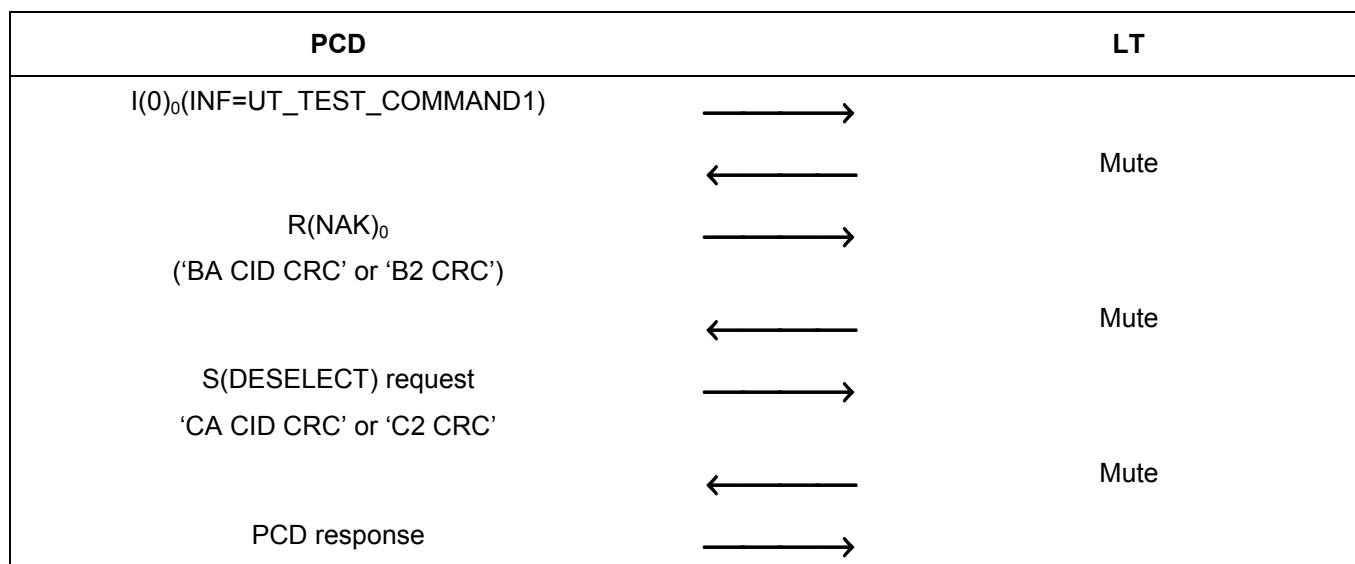 PCD LT
I(0)₀(INF=UT_TEST_COMMAND1)
Mute
R(NAK)₀
(‘BA CID CRC’ or ‘B2 CRC’)
Mute
S(DESELECT) request
‘CA CID CRC’ or ‘C2 CRC’
Mute
PCD response